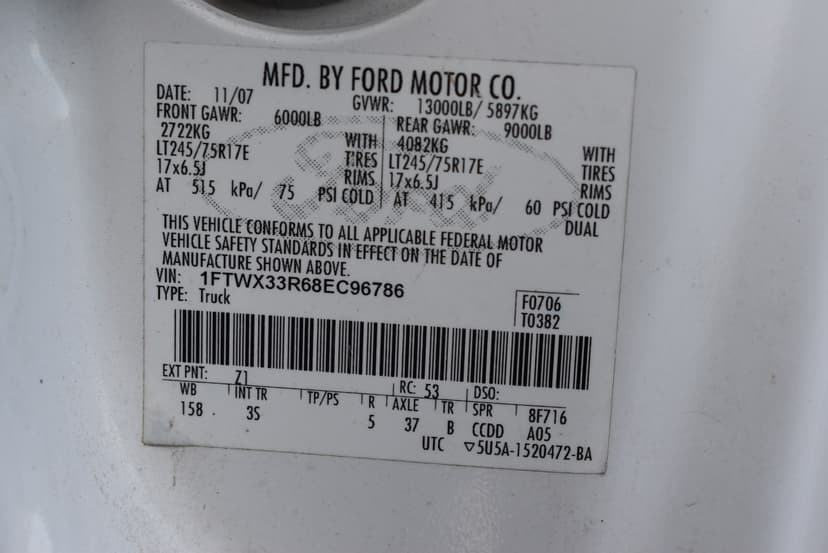 MFD. BY FORD MOTOR CO.
DATE: 11/07 GVWR: 13000LB/ 5897KG
FRONT GAWR: 6000LB REAR GAWR: 9000LB
2722KG WITH 4082KG WITH
LT245/75R17E TIRES LT245/75R17E TIRES
17x6.5J RIMS 17x6.5J RIMS
AT 515 kPa/ 75 PSI COLD AT 415 kPa/ 60 PSI COLD
DUAL
Ford
THIS VEHICLE CONFORMS TO ALL APPLICABLE FEDERAL MOTOR
VEHICLE SAFETY STANDARDS IN EFFECT ON THE DATE OF
MANUFACTURE SHOWN ABOVE.
VIN: 1FTWX33R68EC96786
TYPE: Truck F0706
T0382
EXT PNT: Z1 RC: 53 DSO:
WB INT TR TP/PS R AXLE TR SPR 8F716
158 3S 5 37 B CCDD A05
UTC ▽5U5A-1520472-BA